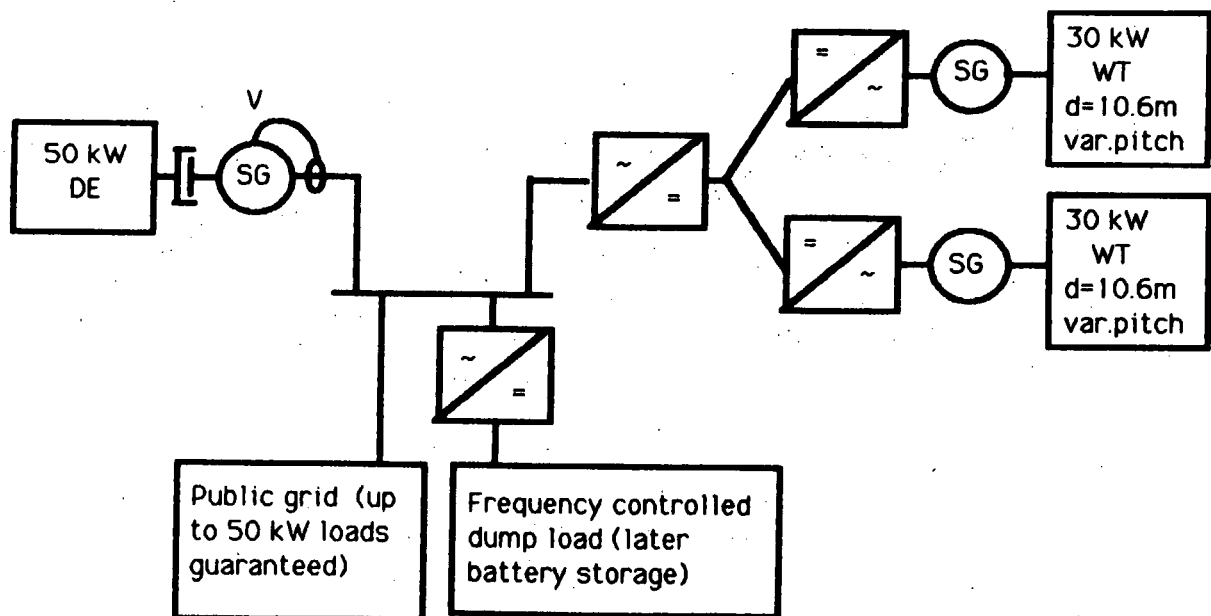 V
50 kW
DE
SG
~
=
=
~
SG
30 kW
WT
d=10.6m
var.pitch
=
~
SG
30 kW
WT
d=10.6m
var.pitch
~
=
Public grid (up
to 50 kW loads
guaranteed)
Frequency controlled
dump load (later
battery storage)